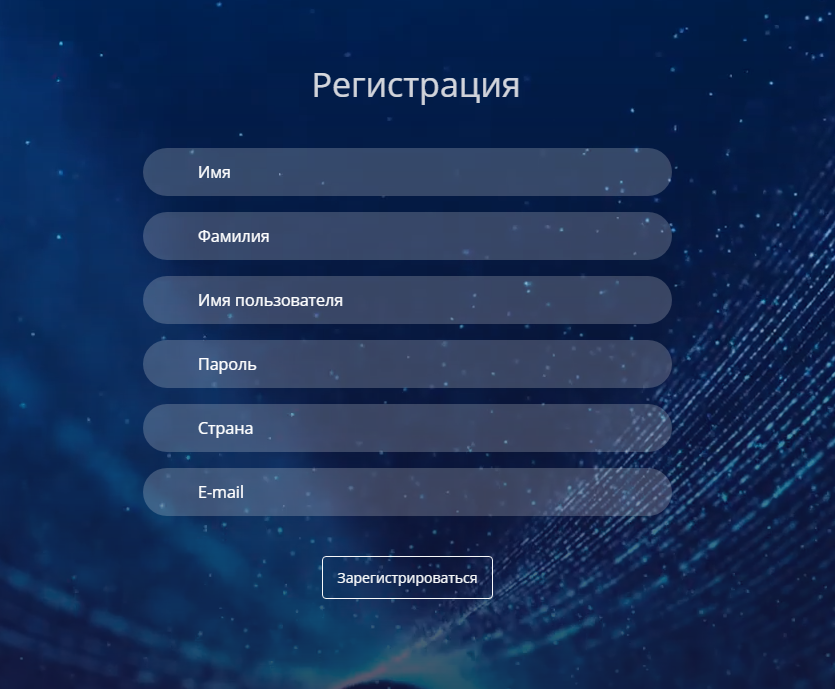 Регистрация
Имя
Фамилия
Имя пользователя
Пароль
Страна
E-mail
Зарегистрироваться